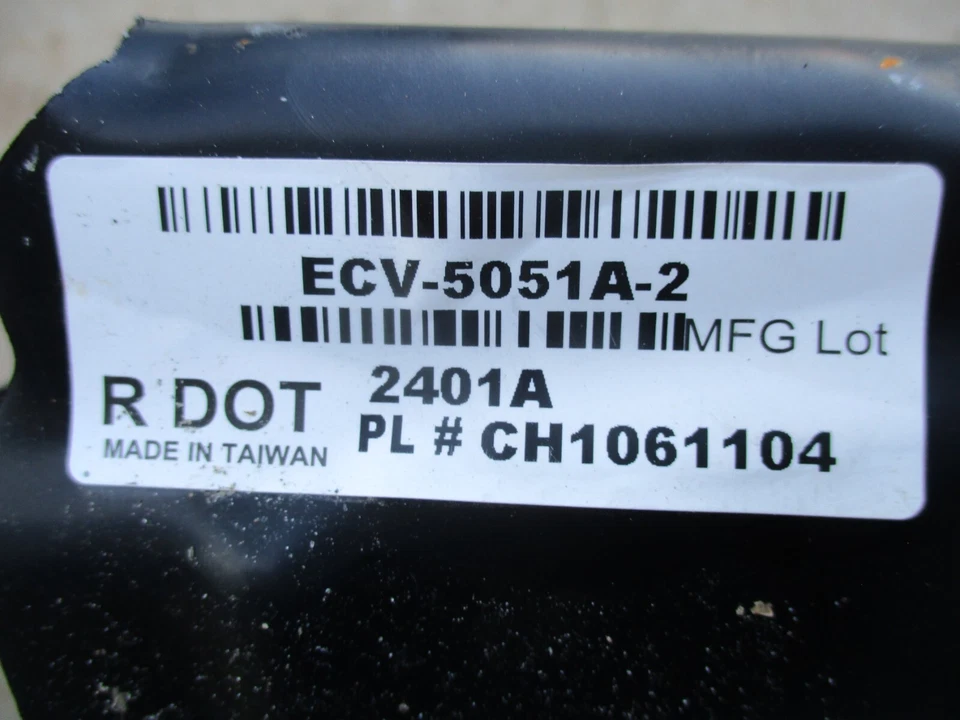 ECV-5051A-2
MFG Lot
2401A
R DOT
PL # CH1061104
MADE IN TAIWAN